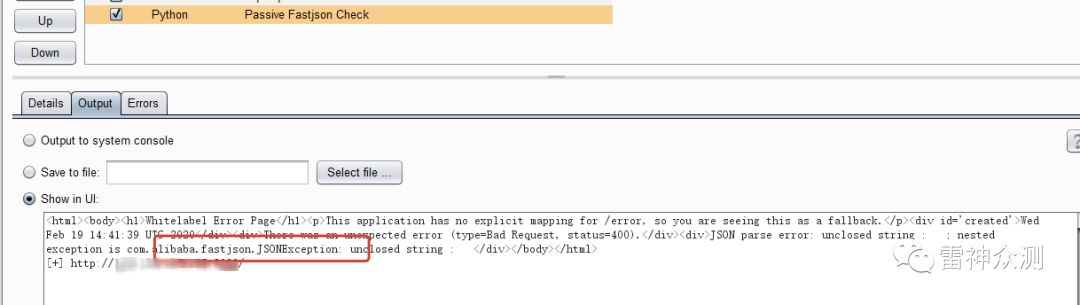 Up
Python Passive Fastjson Check
Down
Details Output Errors
Output to system console
Save to file: Select file ...
Show in UI:
<html><body><h1>Whitelabel Error Page</h1><p>This application has no explicit mapping for /error, so you are seeing this as a fallback.</p><div id='created'>Wed
Feb 19 14:41:39 UTC 2020</div><div>There was an unexpected error (type=Bad Request, status=400).</div><div>JSON parse error: unclosed string : ; nested
exception is com.alibaba.fastjson.JSONException: unclosed string : </div></body></html>
[+] http://
雷神众测